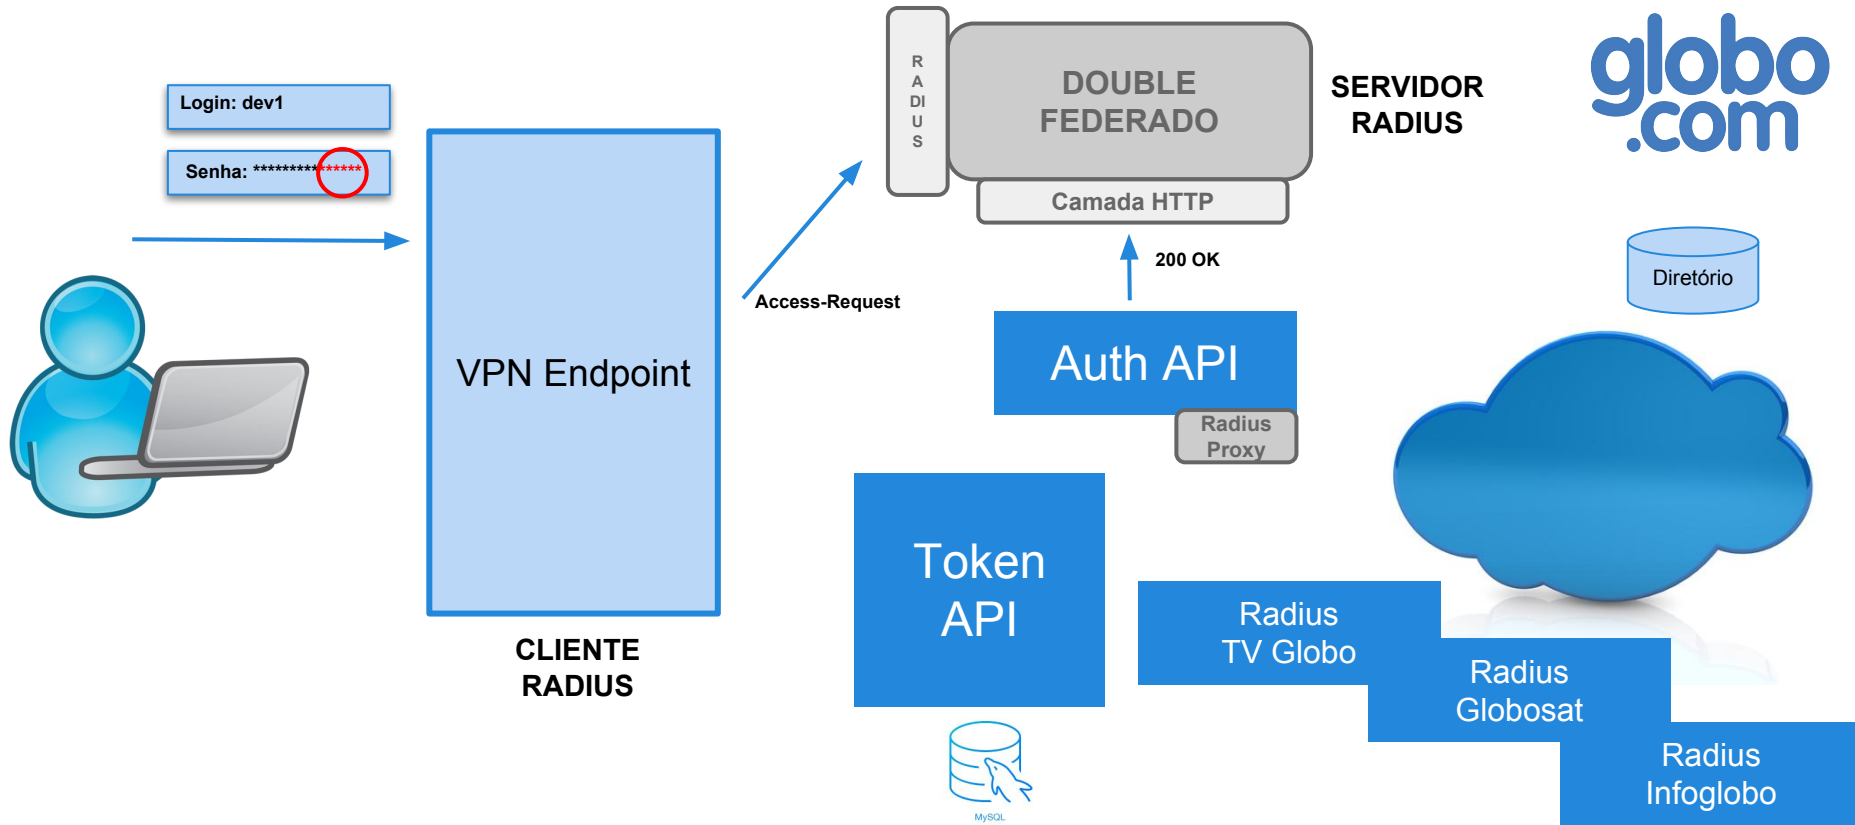 Login: dev1
Senha: ***************
VPN Endpoint
CLIENTE
RADIUS
Access-Request
R
A
DI
U
S
DOUBLE
FEDERADO
Camada HTTP
SERVIDOR
RADIUS
globo
.com
200 OK
Diretório
Auth API
Radius
Proxy
Token
API
MySQL
Radius
TV Globo
Radius
Globosat
Radius
Infoglobo